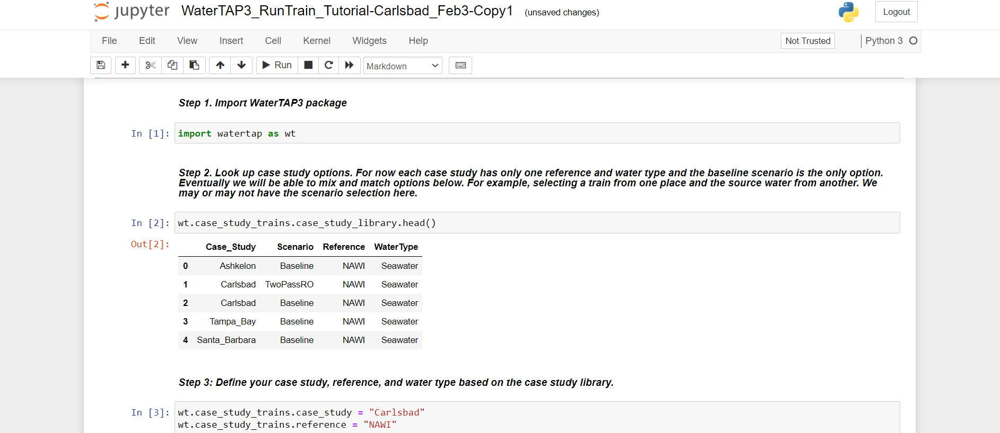 jupyter WaterTAP3_RunTrain_Tutorial-Carlsbad_Feb3-Copy1 (unsaved changes) Logout
File Edit View Insert Cell Kernel Widgets Help Not Trusted Python 3
Run Markdown
Step 1. Import WaterTAP3 package
In [1]: import watertap as wt
Step 2. Look up case study options. For now each case study has only one reference and water type and the baseline scenario is the only option.
Eventually we will be able to mix and match options below. For example, selecting a train from one place and the source water from another. We
may or may not have the scenario selection here.
In [2]: wt.case_study_trains.case_study_library.head()
Out[2]:
Case_Study Scenario Reference WaterType
0 Ashkelon Baseline NAWI Seawater
1 Carlsbad TwoPassRO NAWI Seawater
2 Carlsbad Baseline NAWI Seawater
3 Tampa_Bay Baseline NAWI Seawater
4 Santa_Barbara Baseline NAWI Seawater
Step 3: Define your case study, reference, and water type based on the case study library.
In [3]: wt.case_study_trains.case_study = "Carlsbad"
wt.case_study_trains.reference = "NAWI"